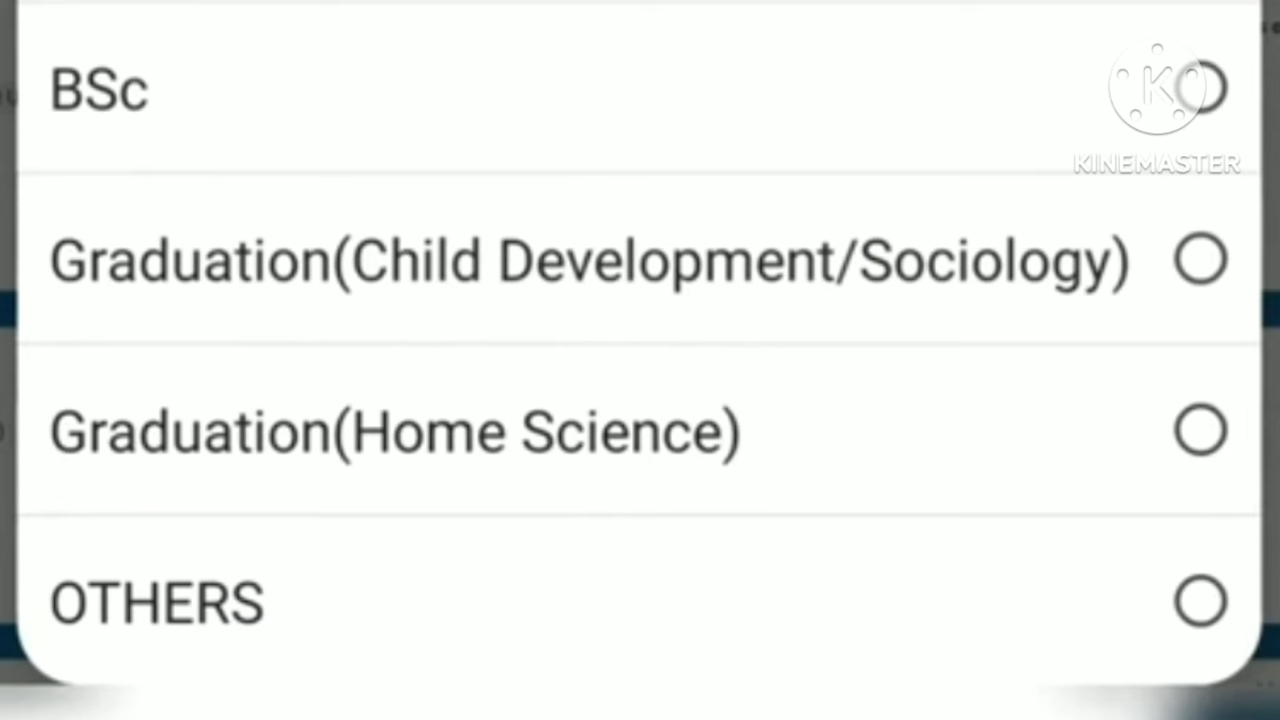 BSc
K
KINEMASTER
Graduation(Child Development/Sociology)
Graduation(Home Science)
OTHERS